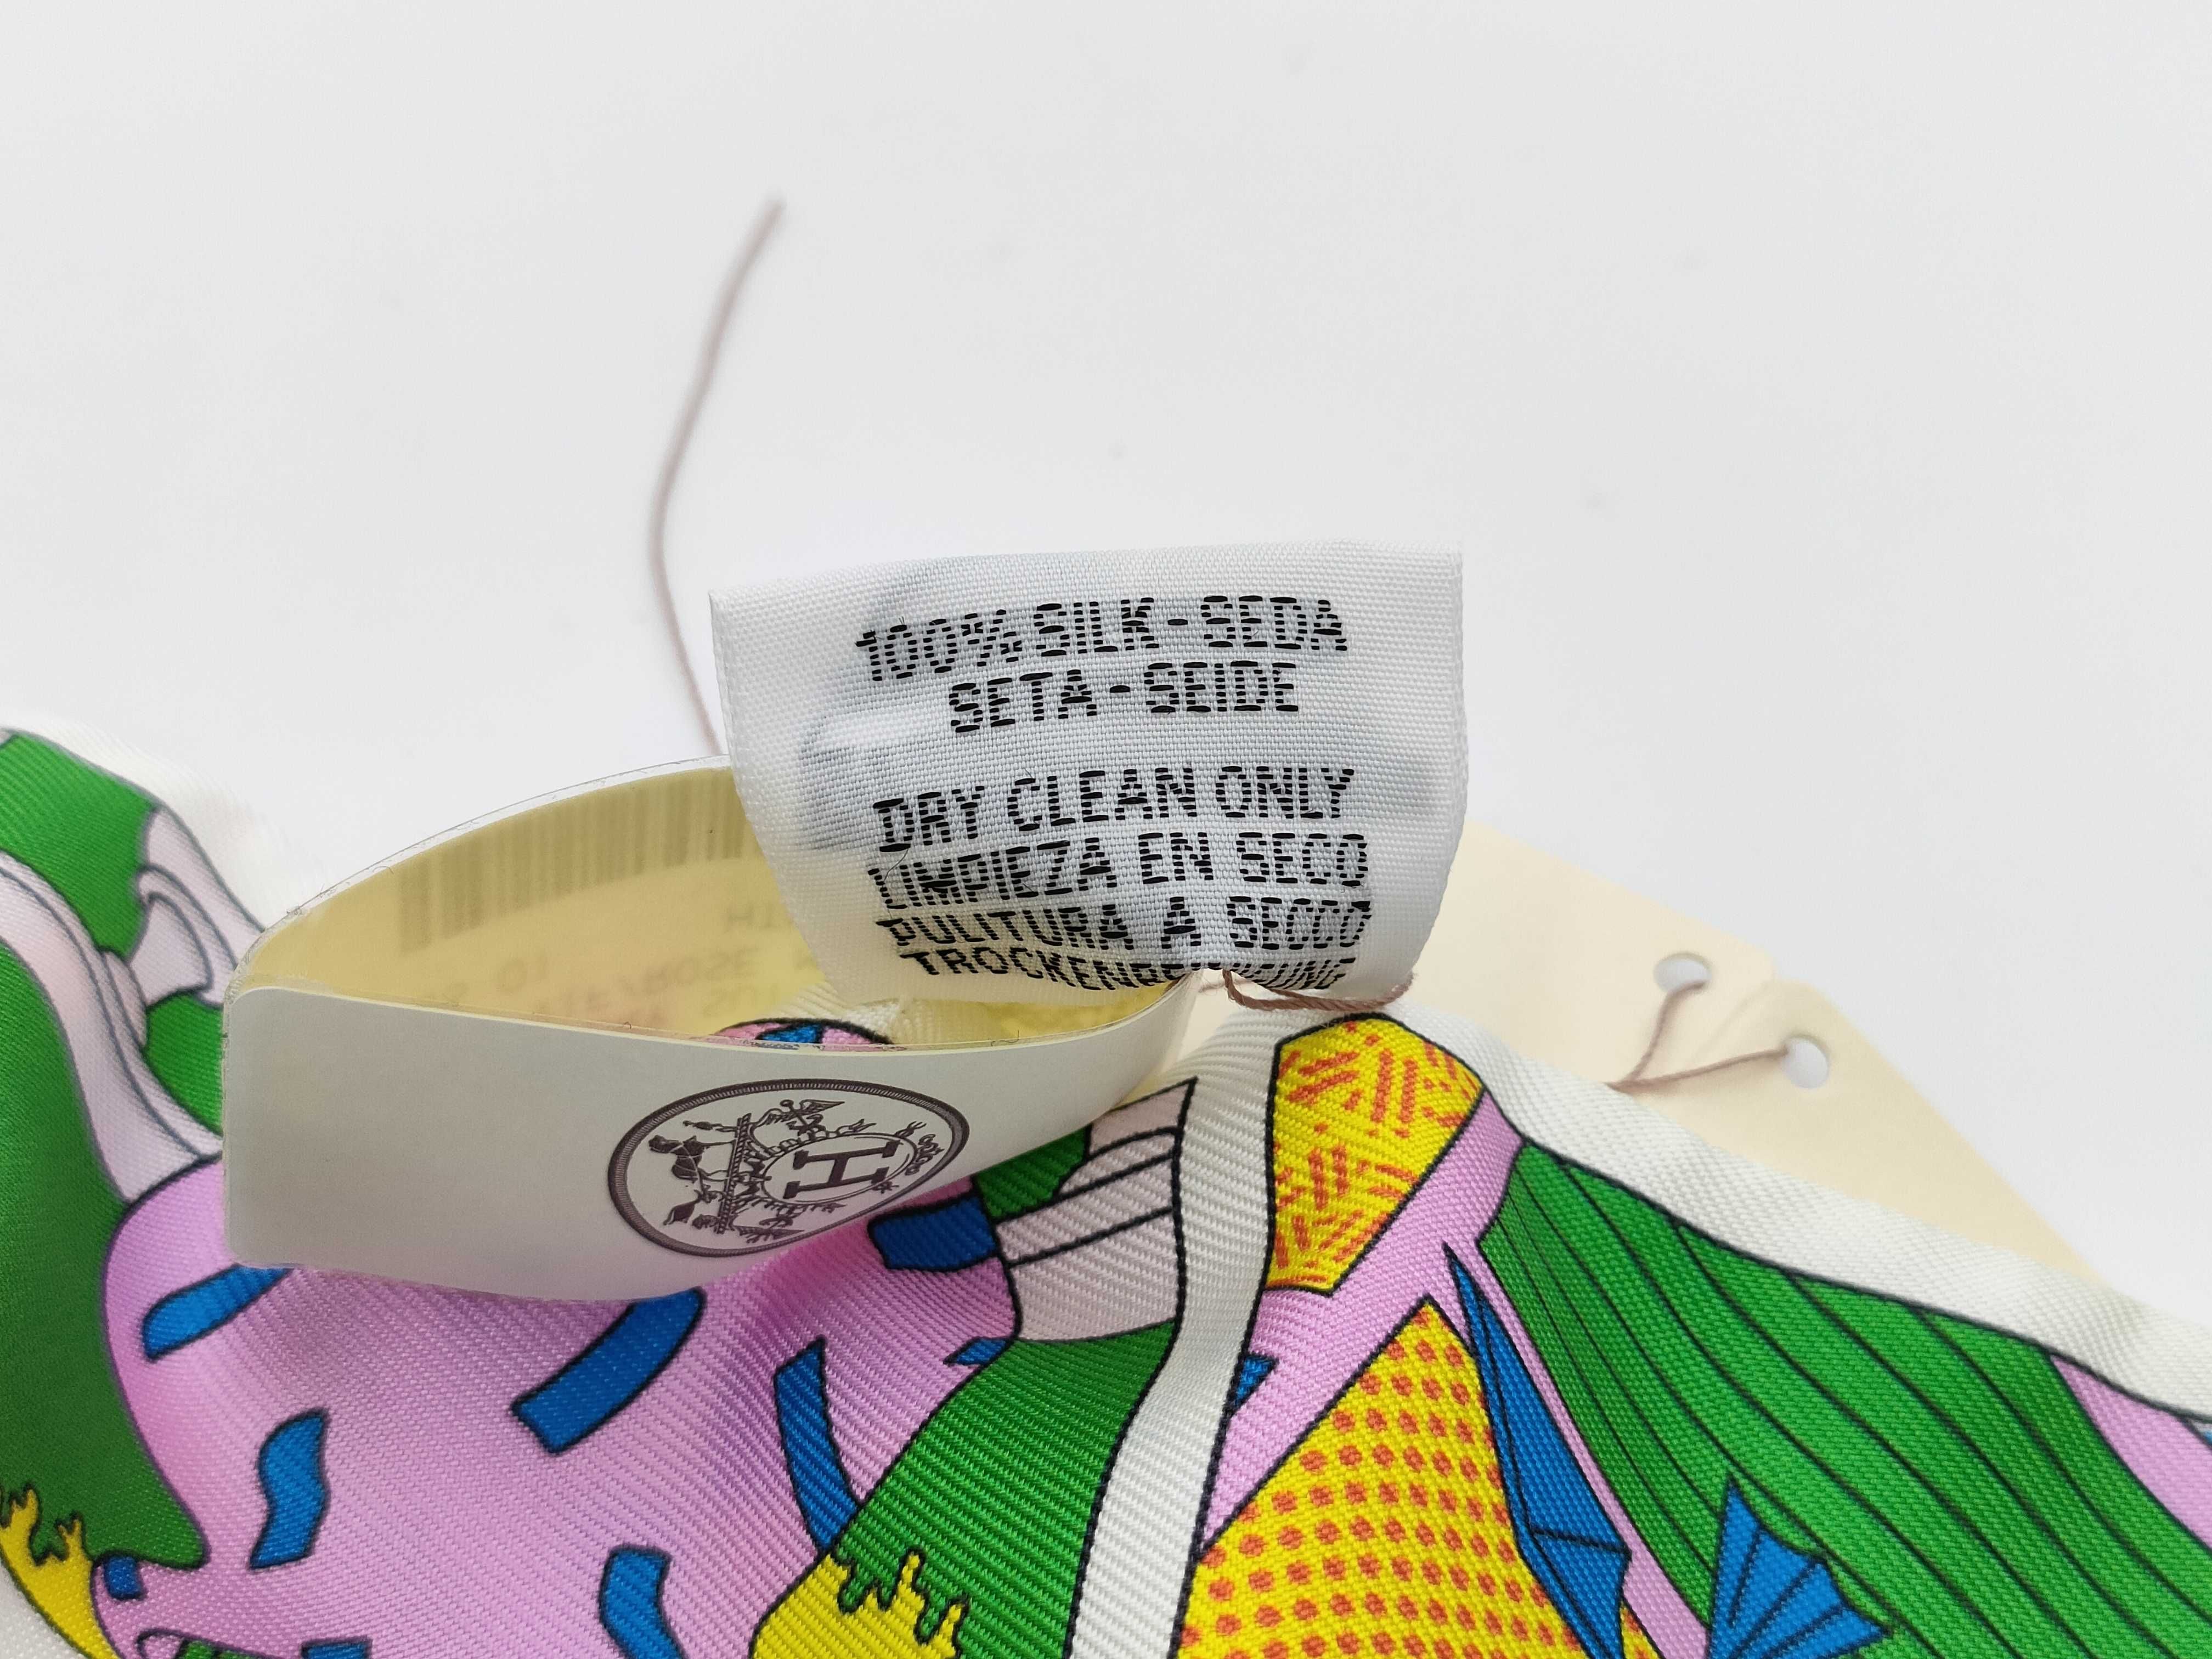 100% SILK - SEDA
SETA - SEIDE
DRY CLEAN ONLY
LIMPIEZA EN SECO
PULITURA A SECCO
H